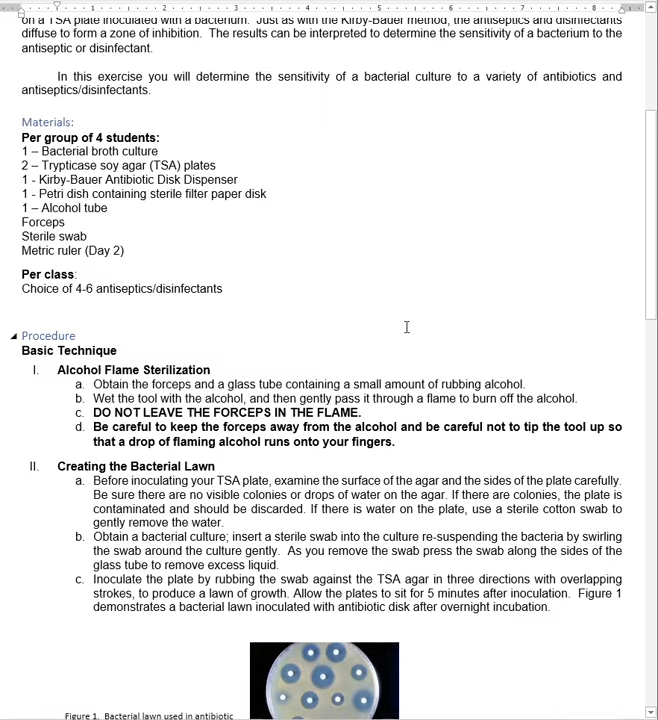 on a TSA plate inoculated with a bacterium. Just as with the Kirby-Bauer method, the antiseptics and disinfectants
diffuse to form a zone of inhibition. The results can be interpreted to determine the sensitivity of a bacterium to the
antiseptic or disinfectant.
In this exercise you will determine the sensitivity of a bacterial culture to a variety of antibiotics and
antiseptics/disinfectants.
Materials:
Per group of 4 students:
1 – Bacterial broth culture
2 – Trypticase soy agar (TSA) plates
1 - Kirby-Bauer Antibiotic Disk Dispenser
1 - Petri dish containing sterile filter paper disk
1 – Alcohol tube
Forceps
Sterile swab
Metric ruler (Day 2)
Per class:
Choice of 4-6 antiseptics/disinfectants
Procedure
Basic Technique
I. Alcohol Flame Sterilization
a. Obtain the forceps and a glass tube containing a small amount of rubbing alcohol.
b. Wet the tool with the alcohol, and then gently pass it through a flame to burn off the alcohol.
c. DO NOT LEAVE THE FORCEPS IN THE FLAME.
d. Be careful to keep the forceps away from the alcohol and be careful not to tip the tool up so
that a drop of flaming alcohol runs onto your fingers.
II. Creating the Bacterial Lawn
a. Before inoculating your TSA plate, examine the surface of the agar and the sides of the plate carefully.
Be sure there are no visible colonies or drops of water on the agar. If there are colonies, the plate is
contaminated and should be discarded. If there is water on the plate, use a sterile cotton swab to
gently remove the water.
b. Obtain a bacterial culture; insert a sterile swab into the culture re-suspending the bacteria by swirling
the swab around the culture gently. As you remove the swab press the swab along the sides of the
glass tube to remove excess liquid.
c. Inoculate the plate by rubbing the swab against the TSA agar in three directions with overlapping
strokes, to produce a lawn of growth. Allow the plates to sit for 5 minutes after inoculation. Figure 1
demonstrates a bacterial lawn inoculated with antibiotic disk after overnight incubation.
Figure 1. Bacterial lawn used in antibiotic